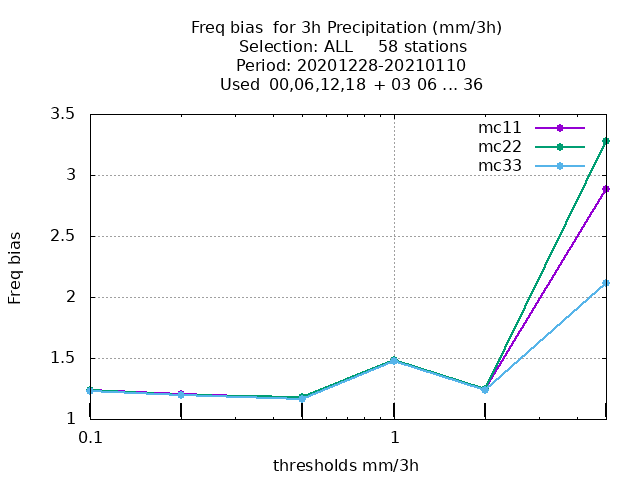 Freq bias  for 3h Precipitation (mm/3h)
Selection: ALL     58 stations
Period: 20201228-20210110
Used  00,06,12,18  + 03 06 ... 36
3.5
mc11
mc22
mc33
3
2.5
Freq bias
2
1.5
1
0.1
1
thresholds mm/3h